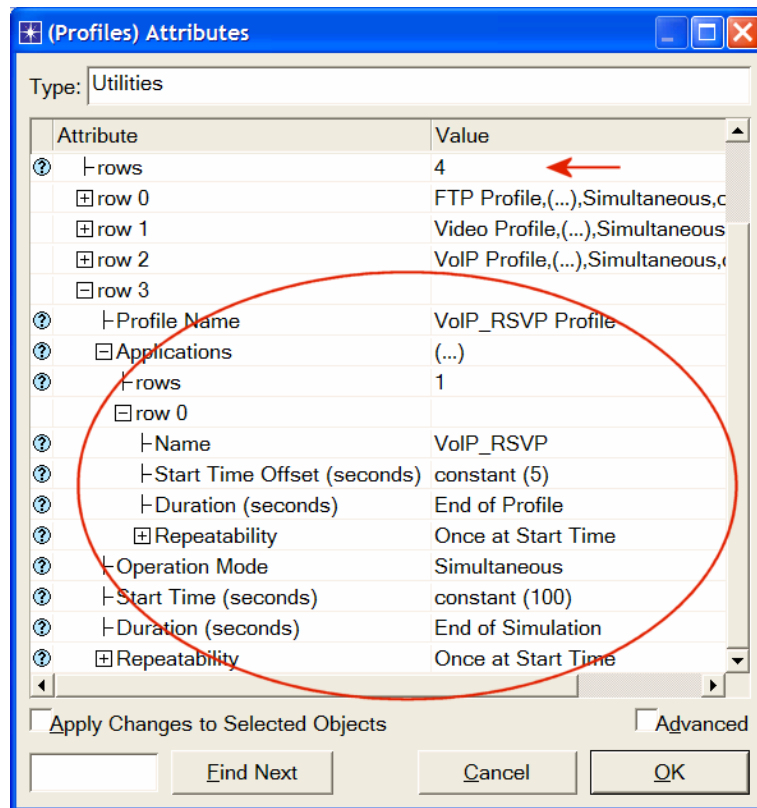 (Profiles) Attributes
Type: Utilities
Attribute Value
rows 4
row 0 FTP Profile,(...),Simultaneous,c
row 1 Video Profile,(...),Simultaneous
row 2 VoIP Profile,(...),Simultaneous,c
row 3
Profile Name VoIP_RSVP Profile
Applications (...)
rows 1
row 0
Name VoIP_RSVP
Start Time Offset (seconds) constant (5)
Duration (seconds) End of Profile
Repeatability Once at Start Time
Operation Mode Simultaneous
Start Time (seconds) constant (100)
Duration (seconds) End of Simulation
Repeatability Once at Start Time
Apply Changes to Selected Objects Advanced
Find Next Cancel OK